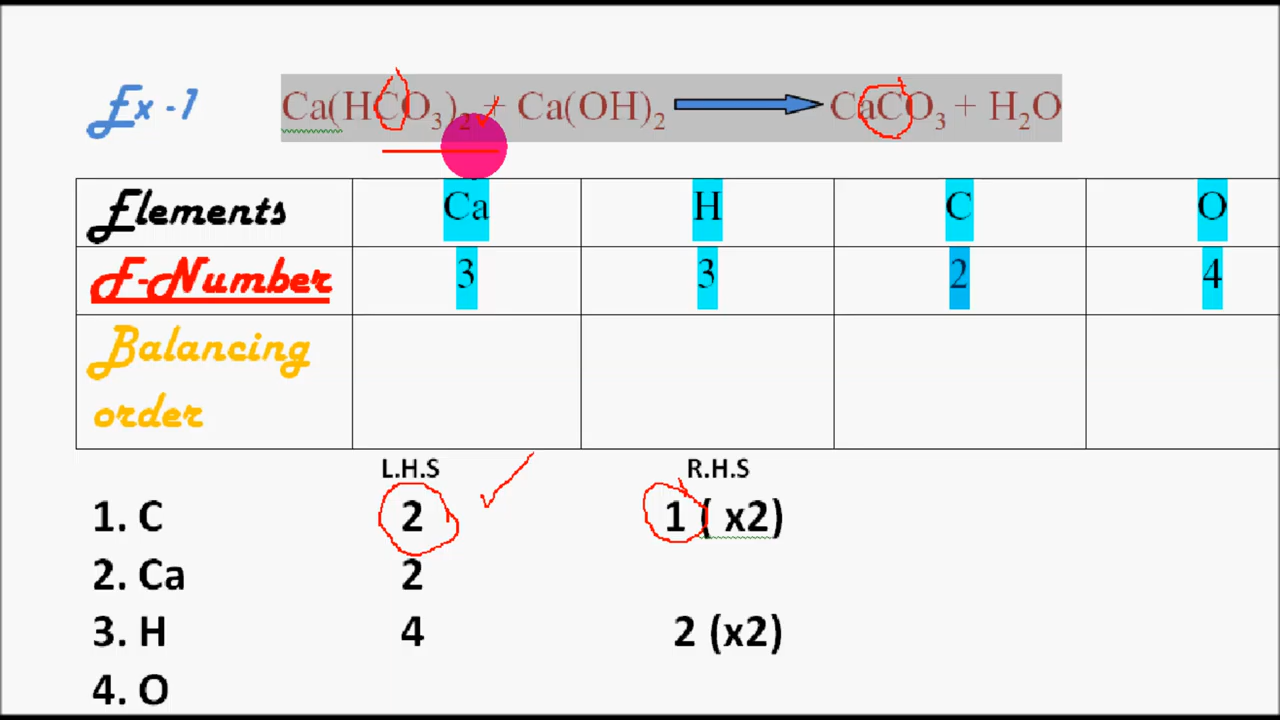 Ex -1 Ca(HCO₃)₂ + Ca(OH)₂ CaCO₃ + H₂O
Elements Ca H C O
F-Number 3 3 2 4
Balancing
order
L.H.S R.H.S
1. C 2 1 ( x2)
2. Ca 2
3. H 4 2 (x2)
4. O